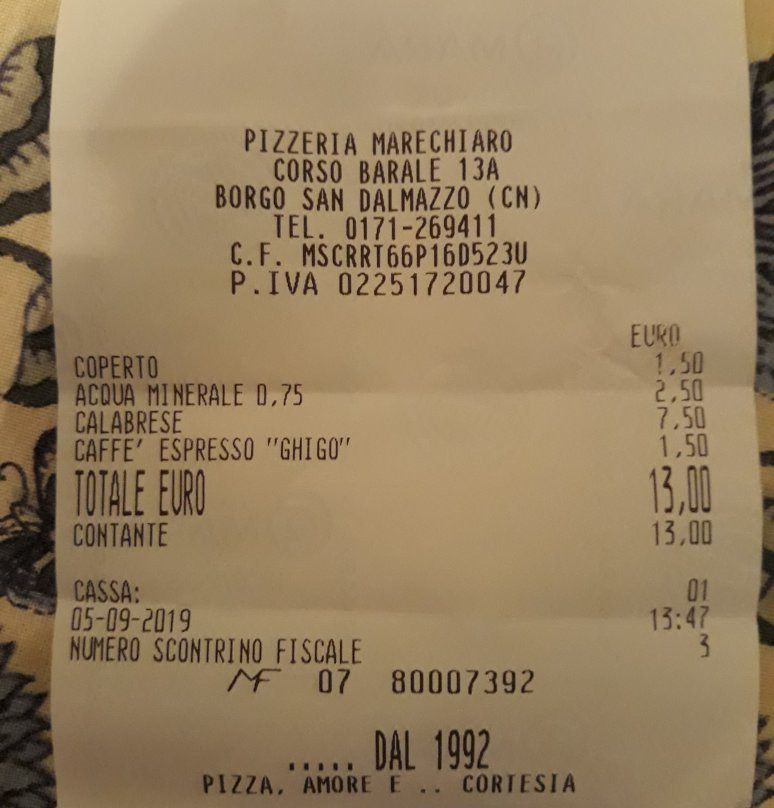 PIZZERIA MARECHIARO
CORSO BARALE 13A
BORGO SAN DALMAZZO (CN)
TEL. 0171-269411
C.F. MSCRRT66P16D523U
P.IVA 02251720047
EURO
COPERTO 1,50
ACQUA MINERALE 0,75 2,50
CALABRESE 7,50
CAFFE' ESPRESSO "GHIGO" 1,50
TOTALE EURO 13,00
CONTANTE 13,00
CASSA: 01
05-09-2019 13:47
NUMERO SCONTRINO FISCALE 3
MF 07 80007392
..... DAL 1992
PIZZA, AMORE E .. CORTESIA